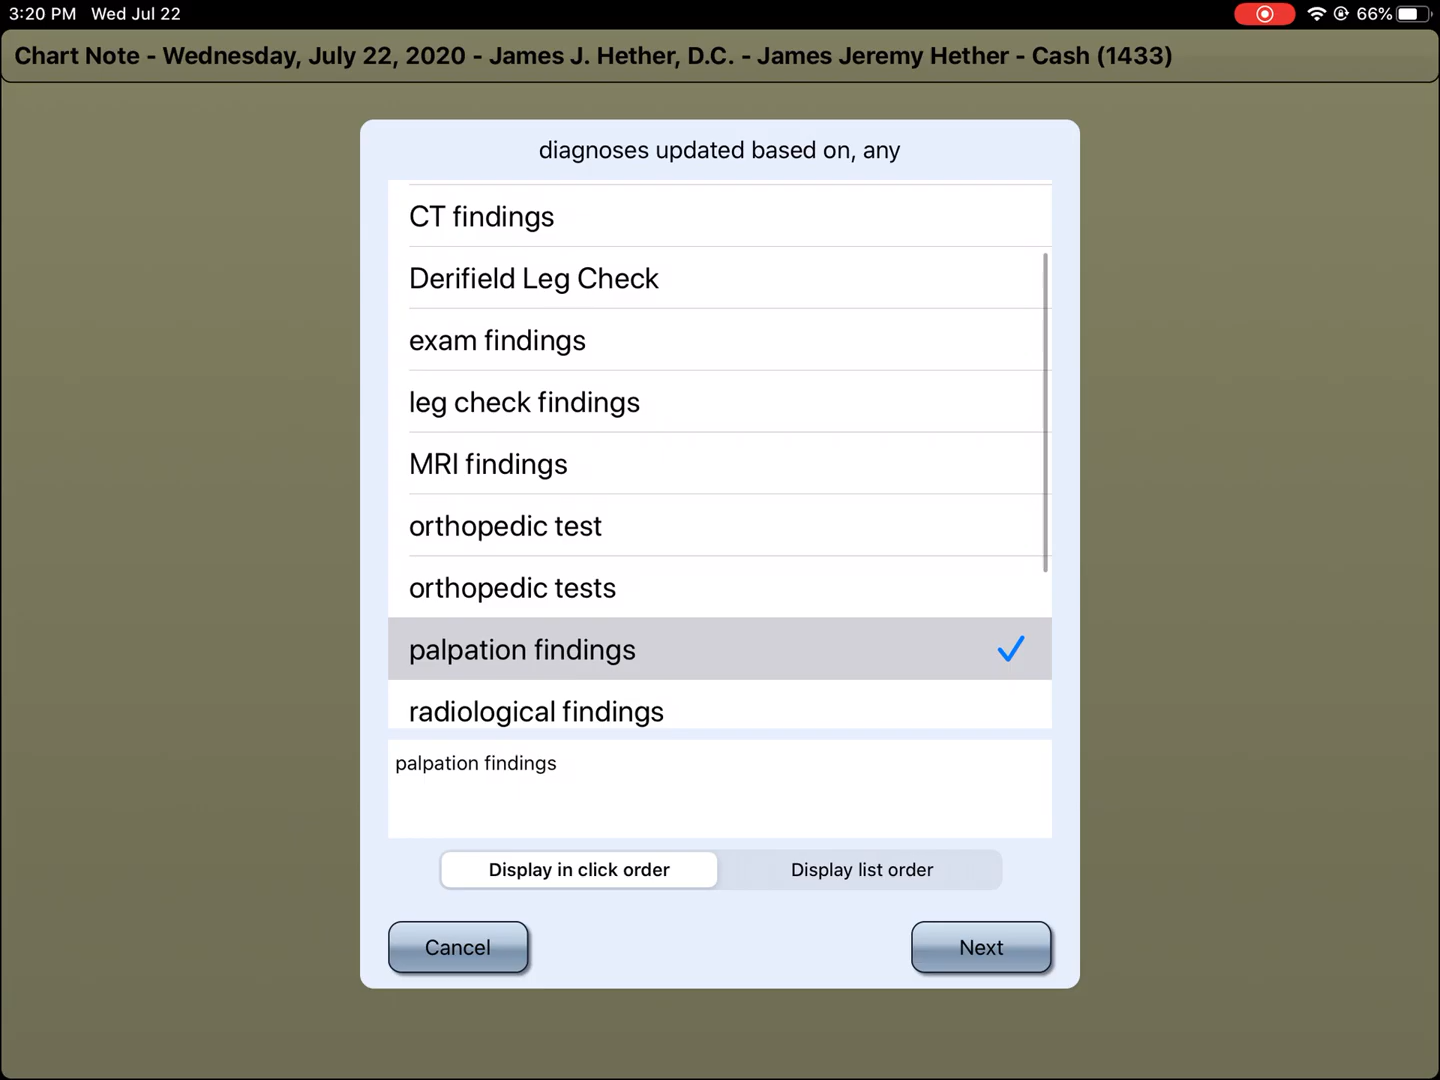 3:20 PM Wed Jul 22
66%
Chart Note - Wednesday, July 22, 2020 - James J. Hether, D.C. - James Jeremy Hether - Cash (1433)
diagnoses updated based on, any
CT findings
Derifield Leg Check
exam findings
leg check findings
MRI findings
orthopedic test
orthopedic tests
palpation findings
radiological findings
palpation findings
Display in click order
Display list order
Cancel
Next